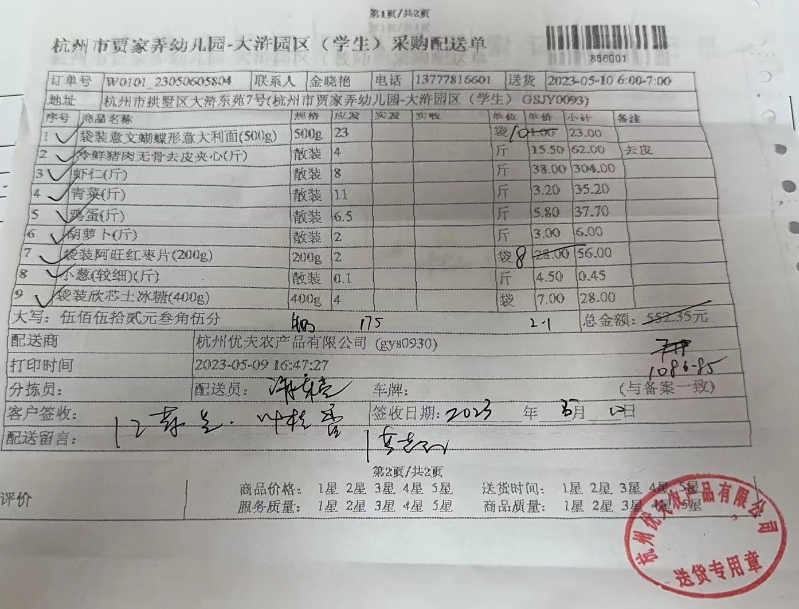 第1页/共2页
杭州市贾家弄幼儿园-大浒园区（学生）采购配送单
866001
订单号 W0101_23050605804 联系人 金晓艳 电话 13777816601 送货 2023-05-10 6:00-7:00
地址 杭州市拱墅区大浒东苑7号(杭州市贾家弄幼儿园-大浒园区（学生） GSJY0093)
序号 商品名称 规格 应发 实发 实收 单位 单价 小计 备注
1 袋装意文蝴蝶形意大利面(500g) 500g 23 袋 10 1.00 23.00
2 冷鲜猪肉无骨去皮夹心(斤) 散装 4 斤 15.50 62.00 去皮
3 虾仁(斤) 散装 8 斤 38.00 304.00
4 青菜(斤) 散装 11 斤 3.20 35.20
5 鸡蛋(斤) 散装 6.5 斤 5.80 37.70
6 胡萝卜(斤) 散装 2 斤 3.00 6.00
7 袋装阿旺红枣片(200g) 200g 2 袋 8 28.00 56.00
8 小葱(较细)(斤) 散装 0.1 斤 4.50 0.45
9 袋装欣芯士冰糖(400g) 400g 4 袋 7.00 28.00
大写: 伍佰伍拾贰元叁角伍分 175 2.1 总金额: 552.35元
配送商 杭州优天农产品有限公司 (gys0930)
打印时间 2023-05-09 16:47:27 1086.85
分拣员: 配送员: 车牌: (与备案一致)
客户签收: 签收日期: 2023 年 5月 10日
配送留言:
第2页/共2页
评价 商品价格: 1星 2星 3星 4星 5星 送货时间: 1星 2星 3星 4星 5星
服务质量: 1星 2星 3星 4星 5星 商品质量: 1星 2星 3星 4星 5星
杭州优天农产品有限公司
送货专用章